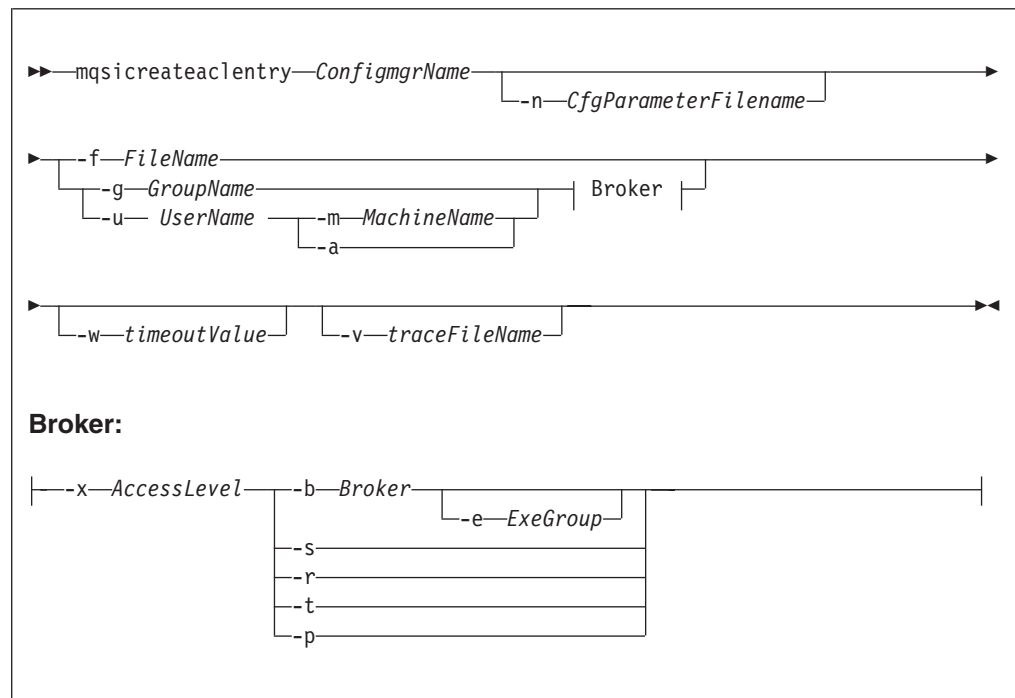 mqsicreateaclentry ConfigmgrName
-n CfgParameterFilename
-f FileName
-g GroupName Broker
-u UserName -m MachineName
-a
-w timeoutValue -v traceFileName
Broker:
-x AccessLevel -b Broker
-e ExeGroup
-s
-r
-t
-p